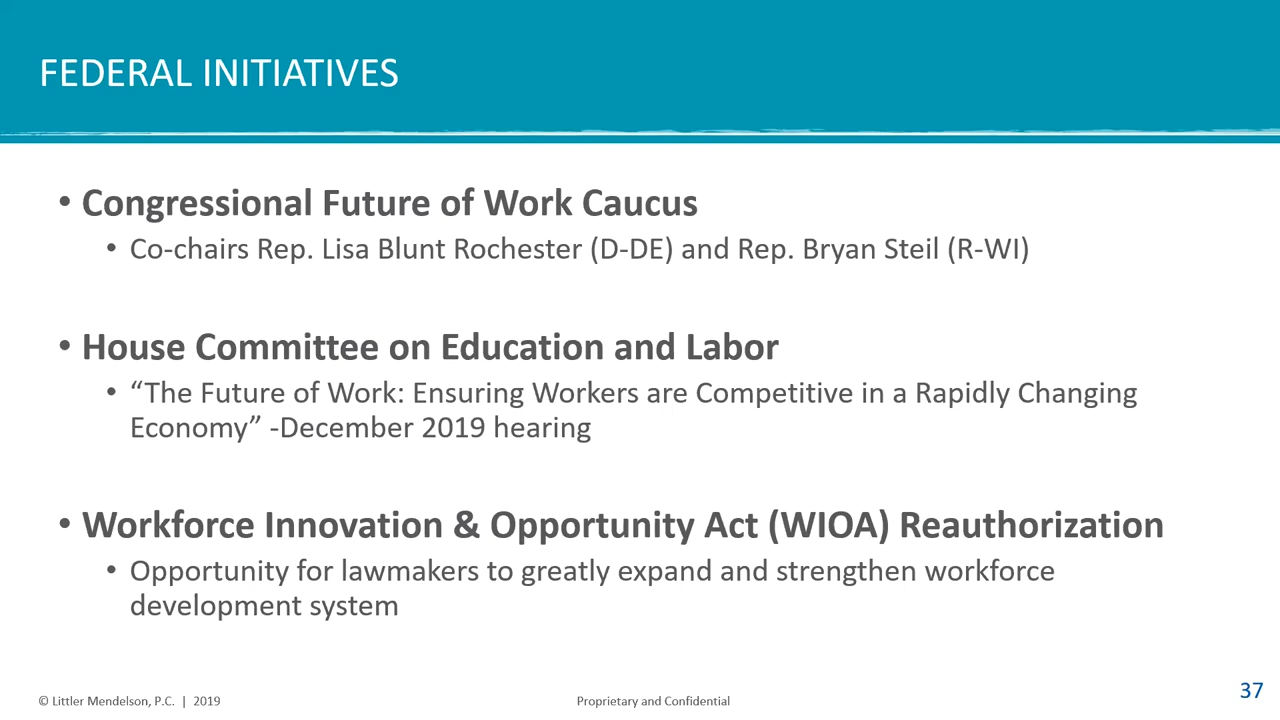 FEDERAL INITIATIVES
• Congressional Future of Work Caucus
• Co-chairs Rep. Lisa Blunt Rochester (D-DE) and Rep. Bryan Steil (R-WI)
• House Committee on Education and Labor
• “The Future of Work: Ensuring Workers are Competitive in a Rapidly Changing
Economy” -December 2019 hearing
• Workforce Innovation & Opportunity Act (WIOA) Reauthorization
• Opportunity for lawmakers to greatly expand and strengthen workforce
development system
© Littler Mendelson, P.C. | 2019
Proprietary and Confidential
37